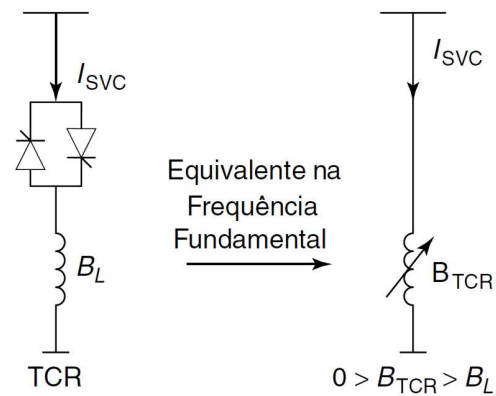 I_SVC
I_SVC
Equivalente na
Frequência
Fundamental
B_L
B_TCR
TCR
0 > B_TCR > B_L